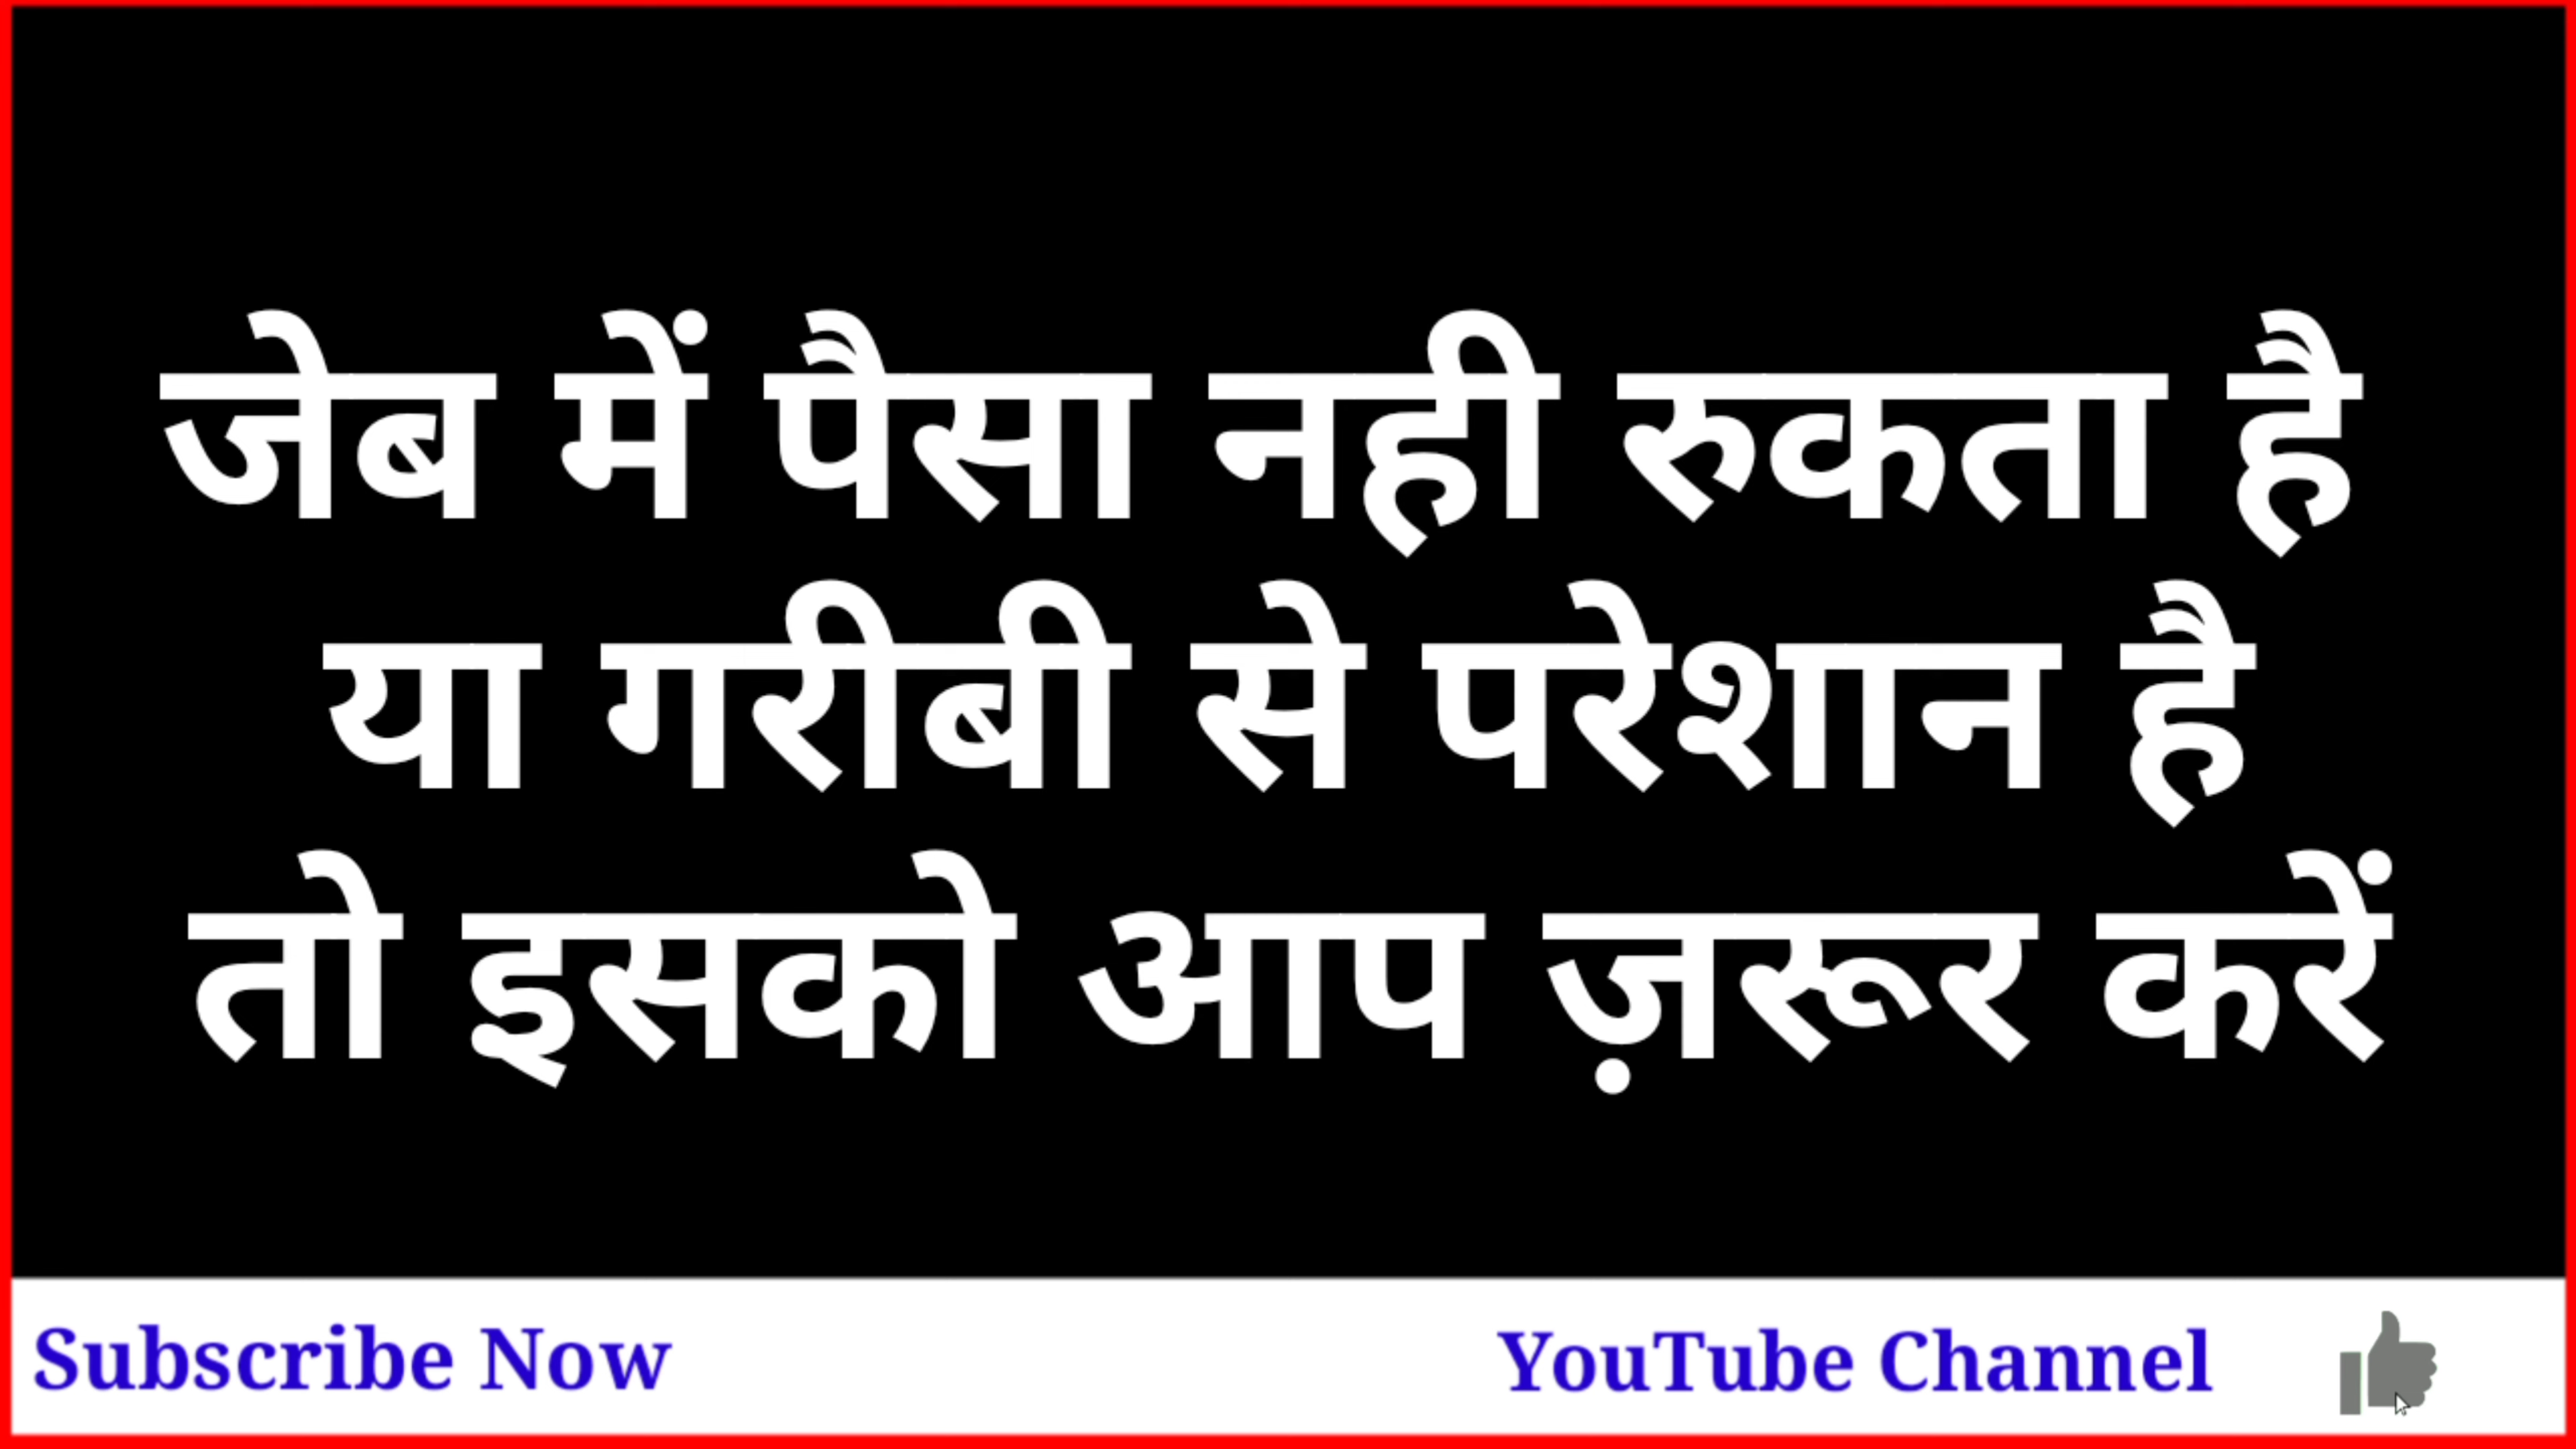 जेब में पैसा नही रुकता है
या गरीबी से परेशान है
तो इसको आप ज़रूर करें
Subscribe Now YouTube Channel